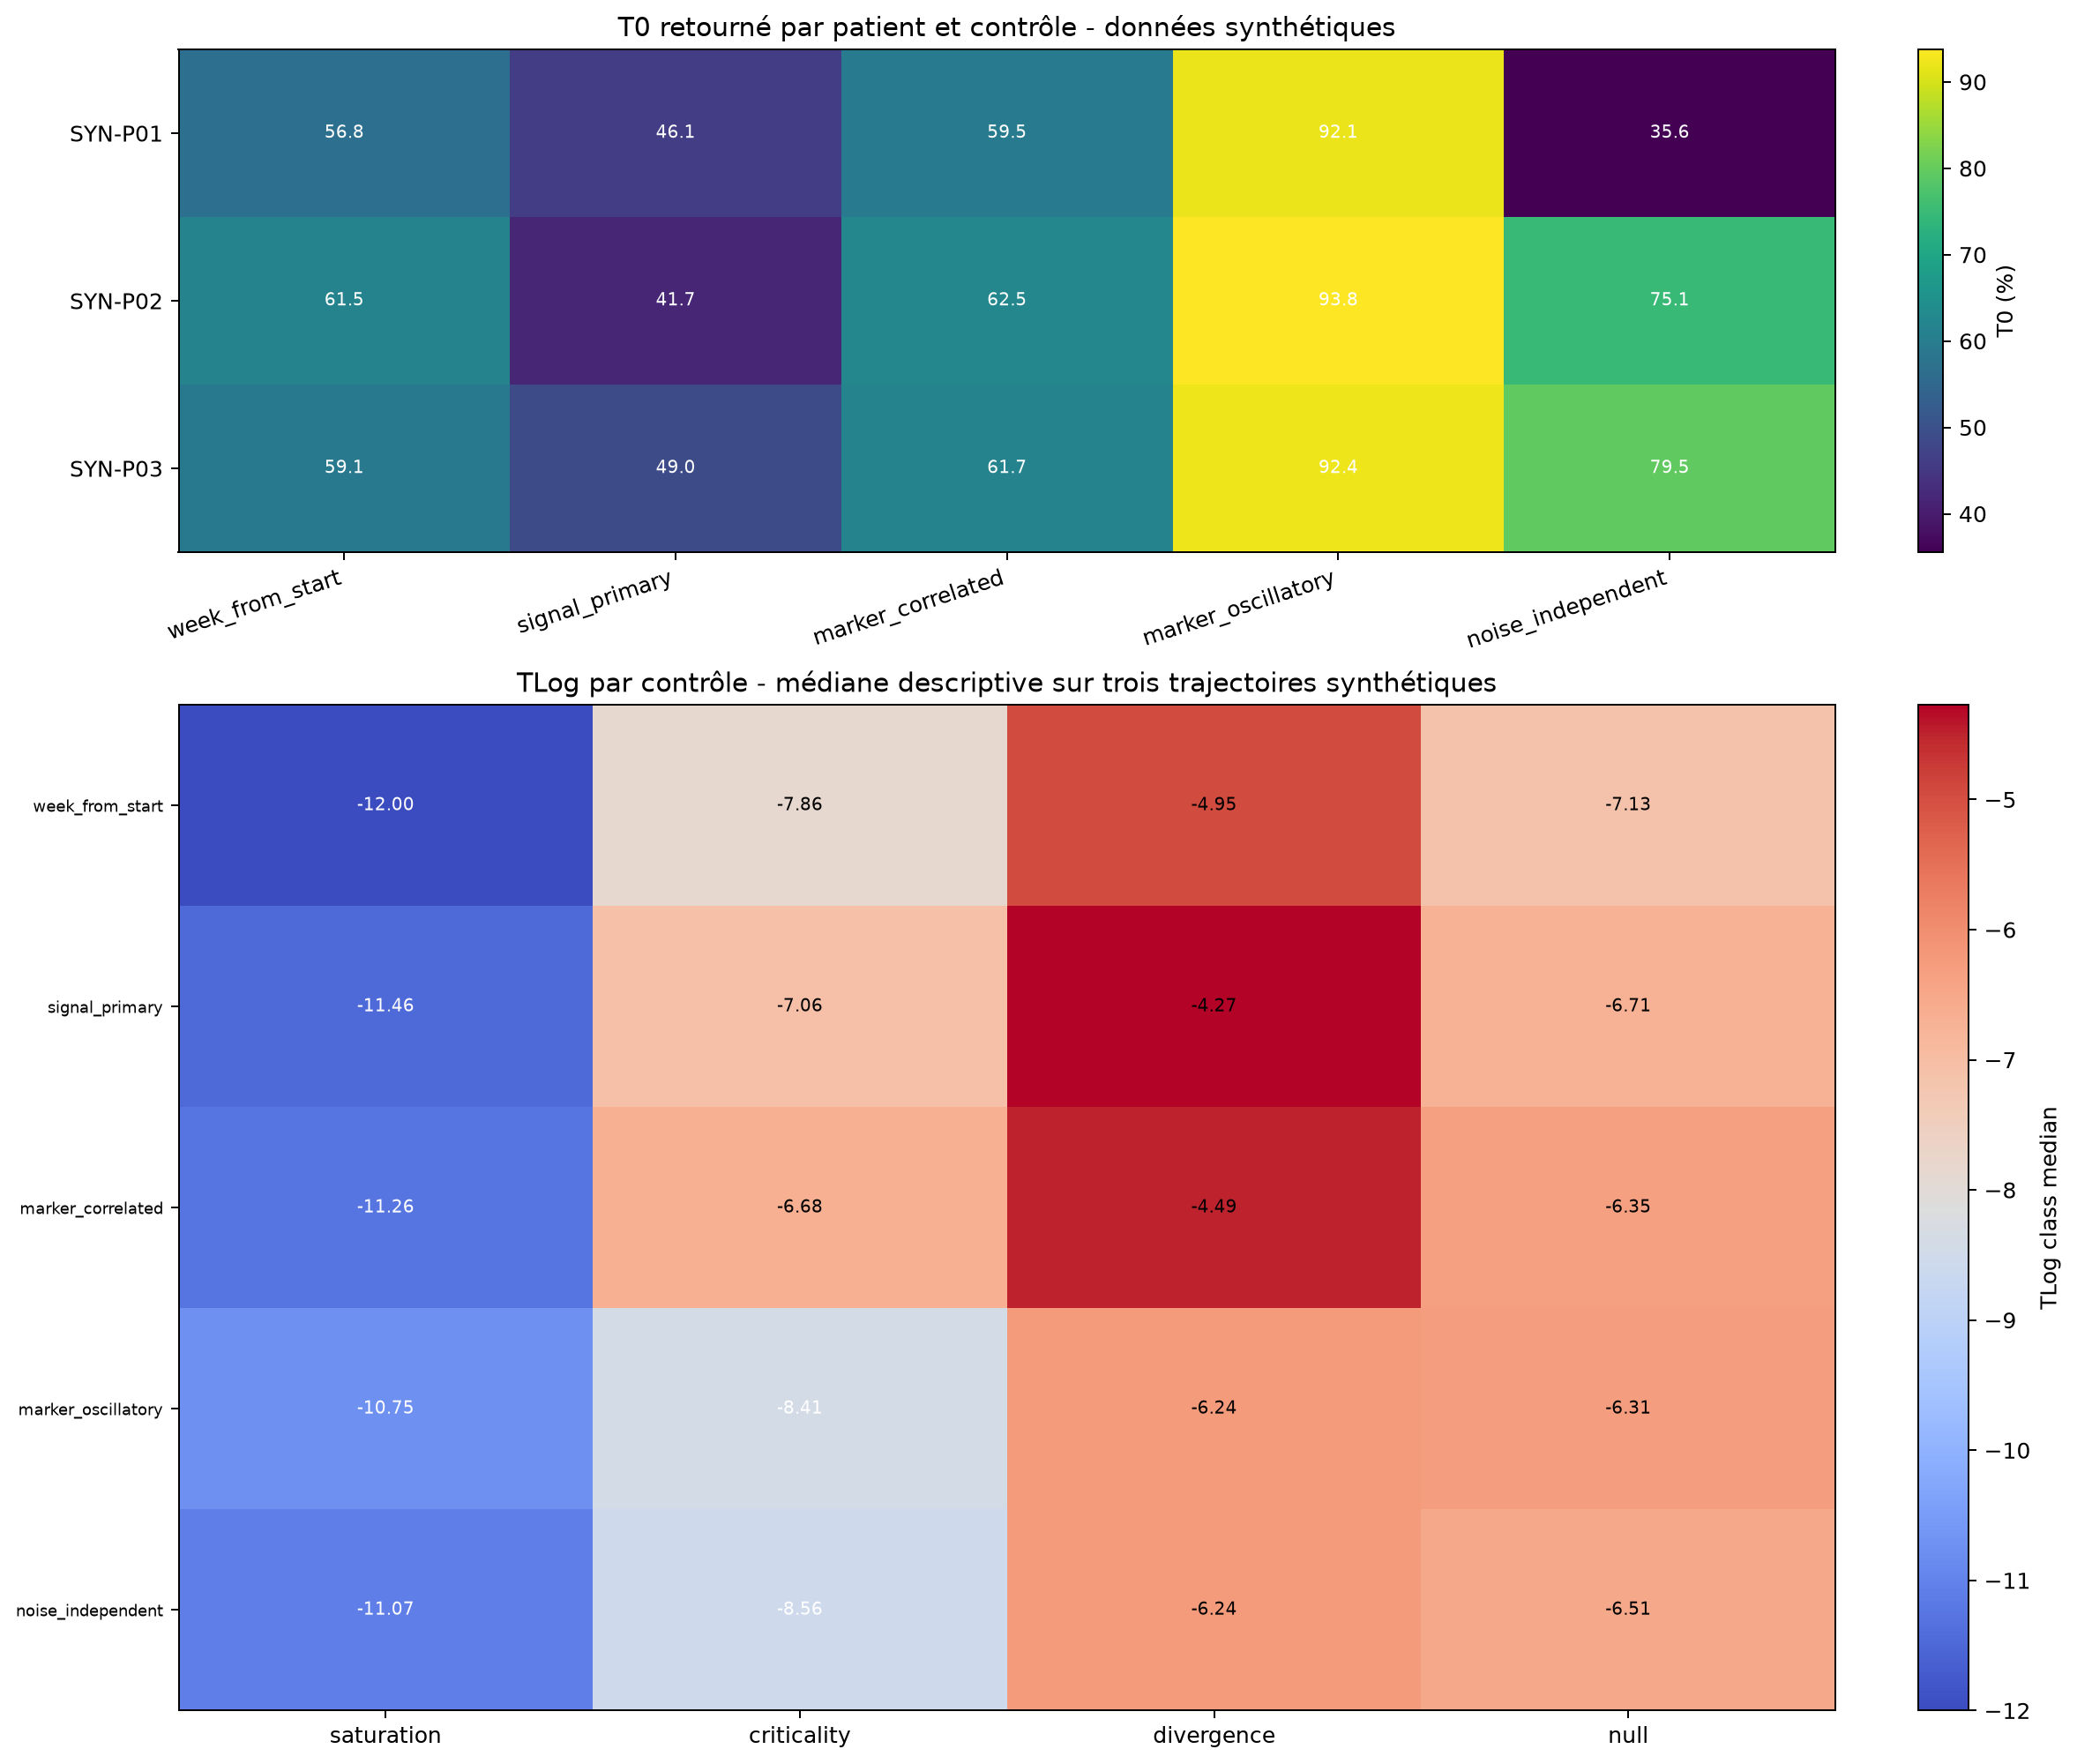 T0 retourné par patient et contrôle - données synthétiques
SYN-P01
56.8 46.1 59.5 92.1 35.6
SYN-P02
61.5 41.7 62.5 93.8 75.1
SYN-P03
59.1 49.0 61.7 92.4 79.5
week_from_start
signal_primary
marker_correlated
marker_oscillatory
noise_independent
90
80
70
60
50
40
T0 (%)
TLog par contrôle - médiane descriptive sur trois trajectoires synthétiques
week_from_start
-12.00 -7.86 -4.95 -7.13
signal_primary
-11.46 -7.06 -4.27 -6.71
marker_correlated
-11.26 -6.68 -4.49 -6.35
marker_oscillatory
-10.75 -8.41 -6.24 -6.31
noise_independent
-11.07 -8.56 -6.24 -6.51
saturation criticality divergence null
−5
−6
−7
−8
−9
−10
−11
−12
TLog class median